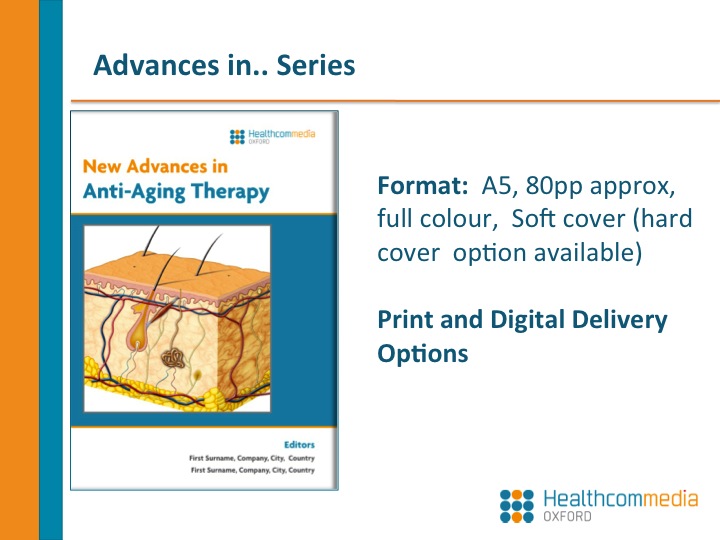 Advances in.. Series
Healthcommedia
OXFORD
New Advances in
Anti-Aging Therapy
Editors
First Surname, Company, City, Country
First Surname, Company, City, Country
Format: A5, 80pp approx,
full colour, Soft cover (hard
cover option available)
Print and Digital Delivery
Options
Healthcommedia
OXFORD